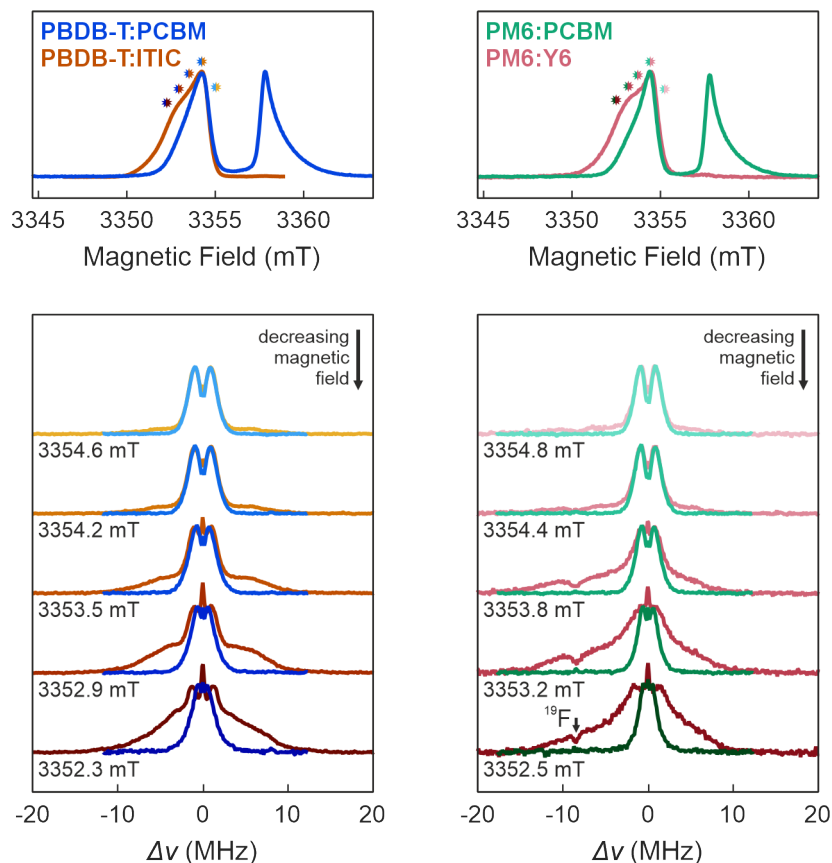 PBDB-T:PCBM
PBDB-T:ITIC
3345 3350 3355 3360
Magnetic Field (mT)
PM6:PCBM
PM6:Y6
3345 3350 3355 3360
Magnetic Field (mT)
decreasing
magnetic
field
3354.6 mT
3354.2 mT
3353.5 mT
3352.9 mT
3352.3 mT
-20 -10 0 10 20
Δν (MHz)
decreasing
magnetic
field
3354.8 mT
3354.4 mT
3353.8 mT
3353.2 mT
¹⁹F
3352.5 mT
-20 -10 0 10 20
Δν (MHz)